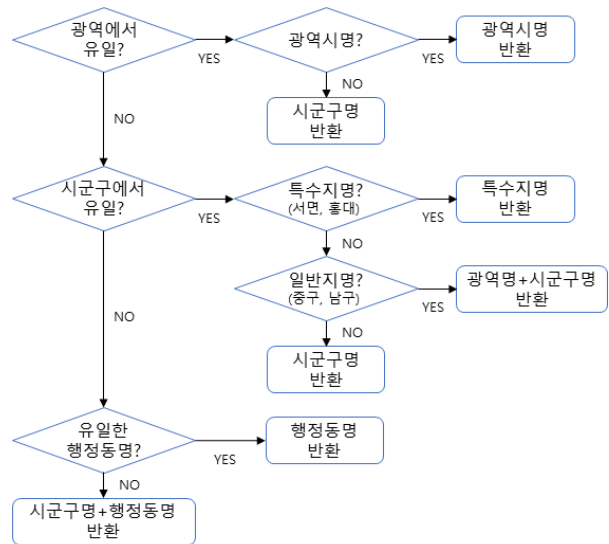 광역에서
유일?
YES
광역시명?
YES
광역시명
반환
NO
시군구명
반환
NO
시군구에서
유일?
YES
특수지명?
(서면, 홍대)
YES
특수지명
반환
NO
일반지명?
(중구, 남구)
YES
광역명+시군구명
반환
NO
시군구명
반환
NO
유일한
행정동명?
YES
행정동명
반환
NO
시군구명+행정동명
반환